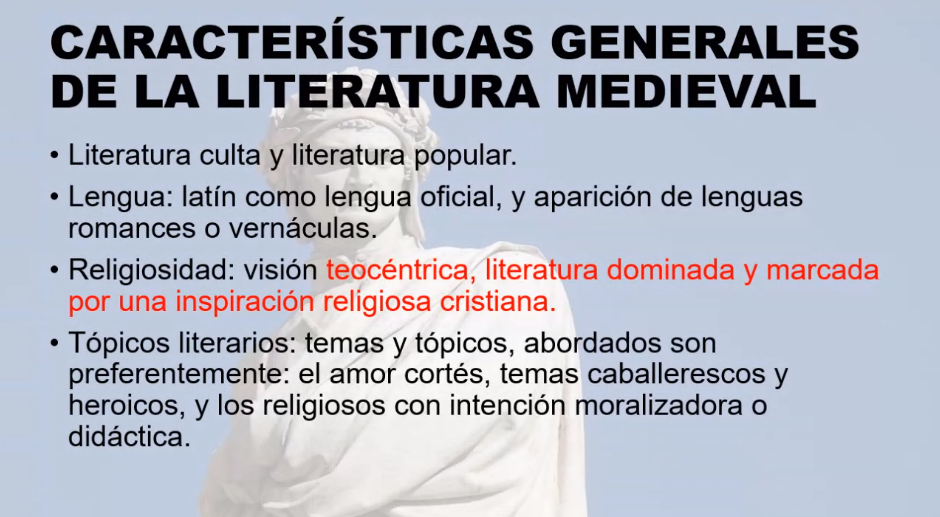 CARACTERÍSTICAS GENERALES
DE LA LITERATURA MEDIEVAL
• Literatura culta y literatura popular.
• Lengua: latín como lengua oficial, y aparición de lenguas
romances o vernáculas.
• Religiosidad: visión teocéntrica, literatura dominada y marcada
por una inspiración religiosa cristiana.
• Tópicos literarios: temas y tópicos, abordados son
preferentemente: el amor cortés, temas caballerescos y
heroicos, y los religiosos con intención moralizadora o
didáctica.